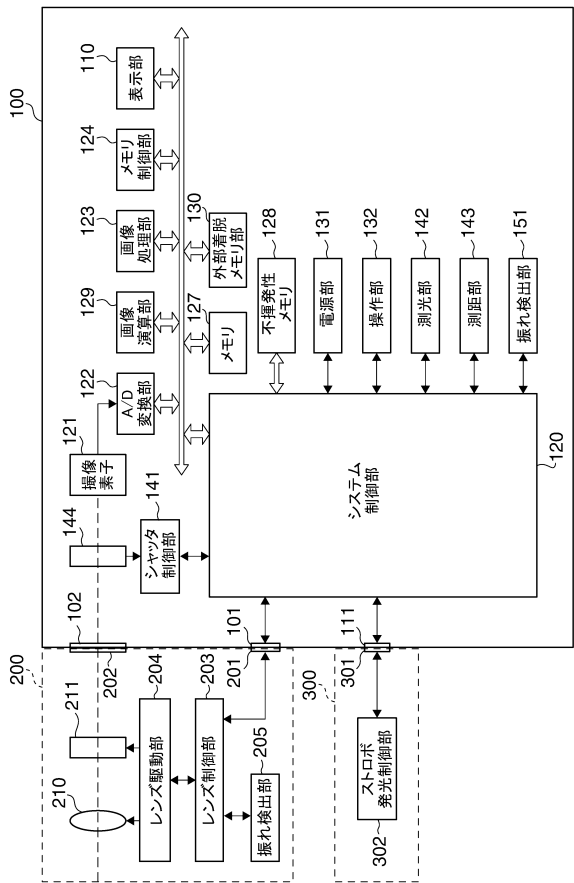 100
110
表示部
124
メモリ
制御部
123
画像
処理部
129
画像
演算部
122
A/D
変換部
121
撮像
素子
130
外部着脱
メモリ部
127
メモリ
144
141
シャッタ
制御部
128
不揮発性
メモリ
131
電源部
132
操作部
142
測光部
143
測距部
151
振れ検出部
システム
制御部
120
102
202
101
201
111
301
200
211
210
204
レンズ駆動部
203
レンズ制御部
205
振れ検出部
300
ストロボ
発光制御部
302